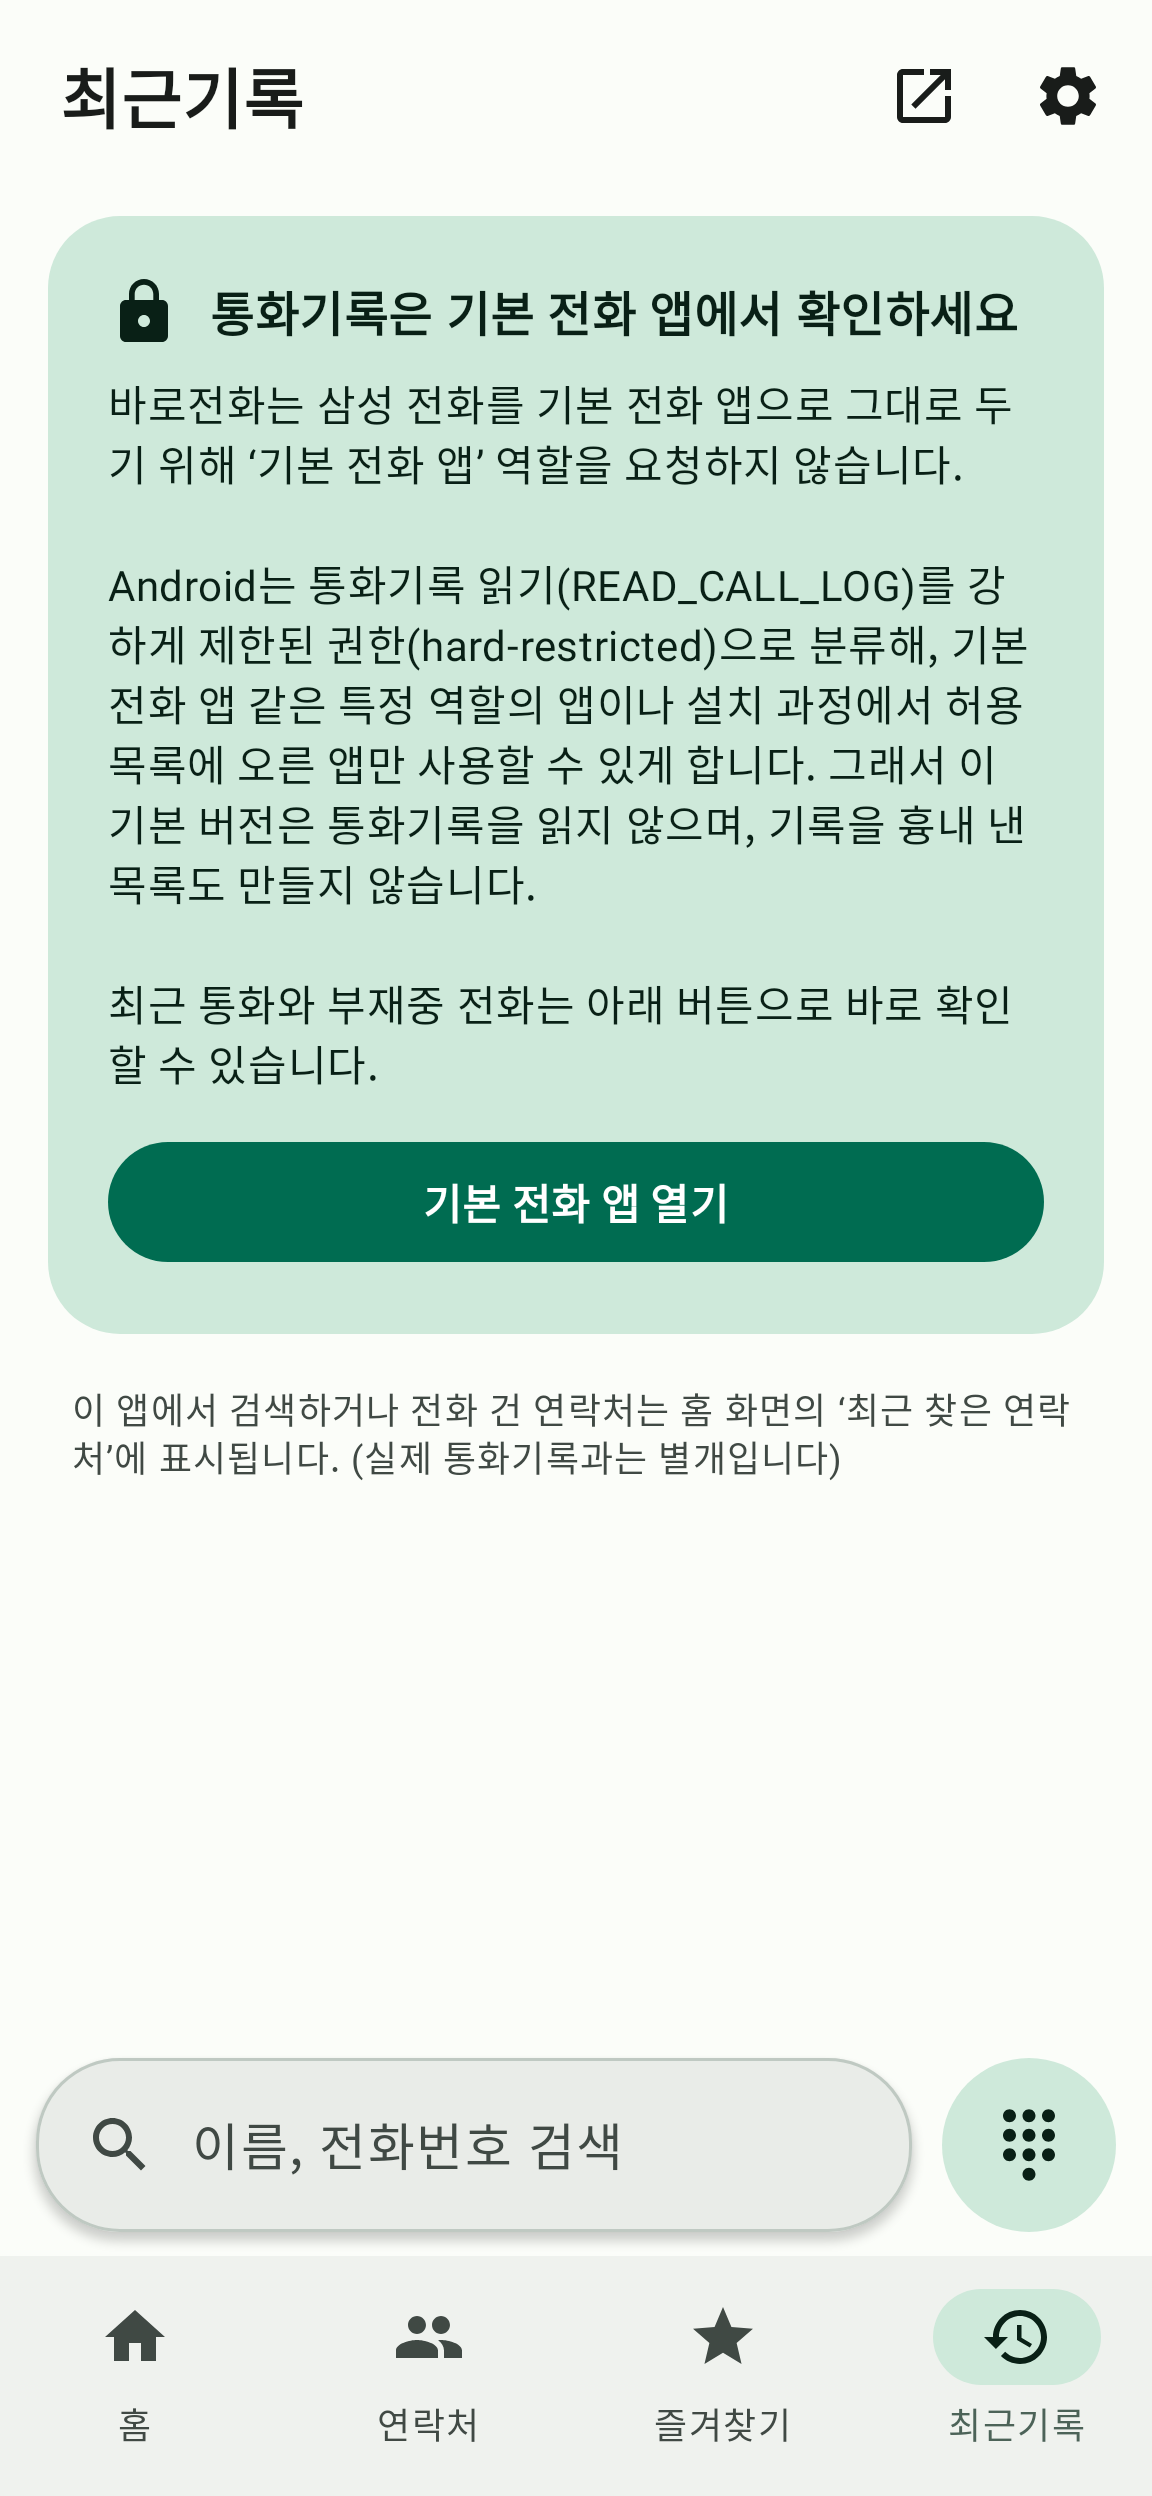 최근기록
통화기록은 기본 전화 앱에서 확인하세요
바로전화는 삼성 전화를 기본 전화 앱으로 그대로 두
기 위해 ‘기본 전화 앱’ 역할을 요청하지 않습니다.
Android는 통화기록 읽기(READ_CALL_LOG)를 강
하게 제한된 권한(hard-restricted)으로 분류해, 기본
전화 앱 같은 특정 역할의 앱이나 설치 과정에서 허용
목록에 오른 앱만 사용할 수 있게 합니다. 그래서 이
기본 버전은 통화기록을 읽지 않으며, 기록을 흉내 낸
목록도 만들지 않습니다.
최근 통화와 부재중 전화는 아래 버튼으로 바로 확인
할 수 있습니다.
기본 전화 앱 열기
이 앱에서 검색하거나 전화 건 연락처는 홈 화면의 ‘최근 찾은 연락
처’에 표시됩니다. (실제 통화기록과는 별개입니다)
이름, 전화번호 검색
홈
연락처
즐겨찾기
최근기록